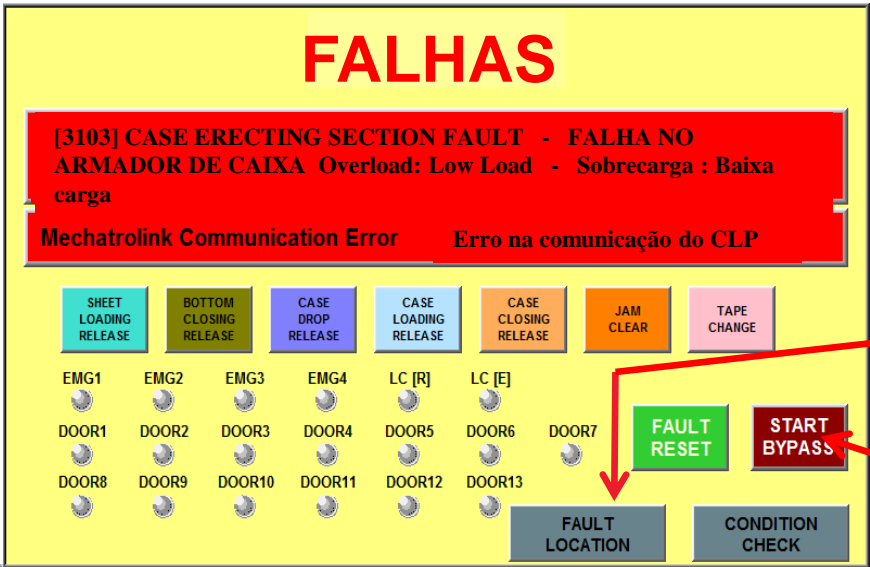 FALHAS
[3103] CASE ERECTING SECTION FAULT - FALHA NO
ARMADOR DE CAIXA Overload: Low Load - Sobrecarga : Baixa
carga
Mechatrolink Communication Error Erro na comunicação do CLP
SHEET
LOADING
RELEASE
BOTTOM
CLOSING
RELEASE
CASE
DROP
RELEASE
CASE
LOADING
RELEASE
CASE
CLOSING
RELEASE
JAM
CLEAR
TAPE
CHANGE
EMG1 EMG2 EMG3 EMG4 LC [R] LC [E]
DOOR1 DOOR2 DOOR3 DOOR4 DOOR5 DOOR6 DOOR7
FAULT
RESET
START
BYPASS
DOOR8 DOOR9 DOOR10 DOOR11 DOOR12 DOOR13
FAULT
LOCATION
CONDITION
CHECK